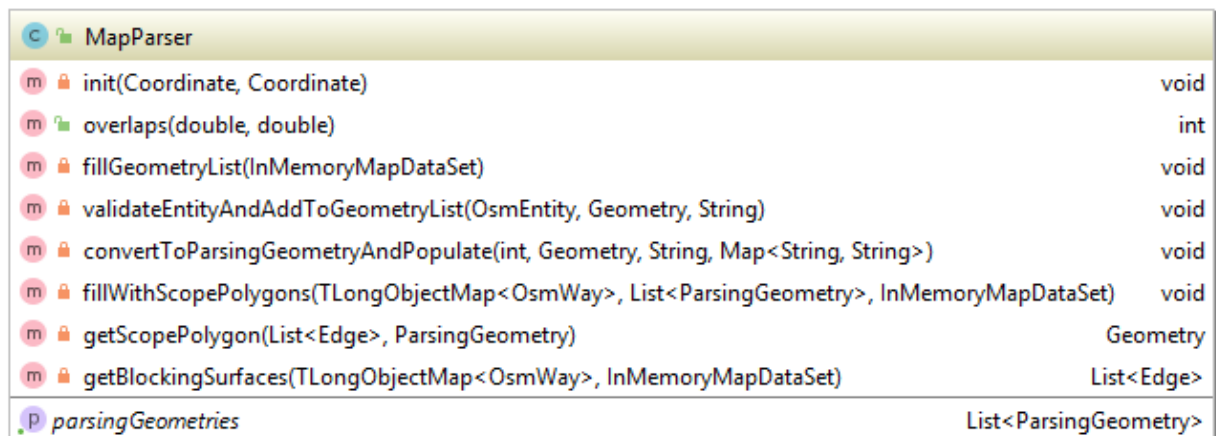 C MapParser
m init(Coordinate, Coordinate) void
m overlaps(double, double) int
m fillGeometryList(InMemoryMapDataSet) void
m validateEntityAndAddToGeometryList(OsmEntity, Geometry, String) void
m convertToParsingGeometryAndPopulate(int, Geometry, String, Map<String, String>) void
m fillWithScopePolygons(TLongObjectMap<OsmWay>, List<ParsingGeometry>, InMemoryMapDataSet) void
m getScopePolygon(List<Edge>, ParsingGeometry) Geometry
m getBlockingSurfaces(TLongObjectMap<OsmWay>, InMemoryMapDataSet) List<Edge>
P parsingGeometries List<ParsingGeometry>